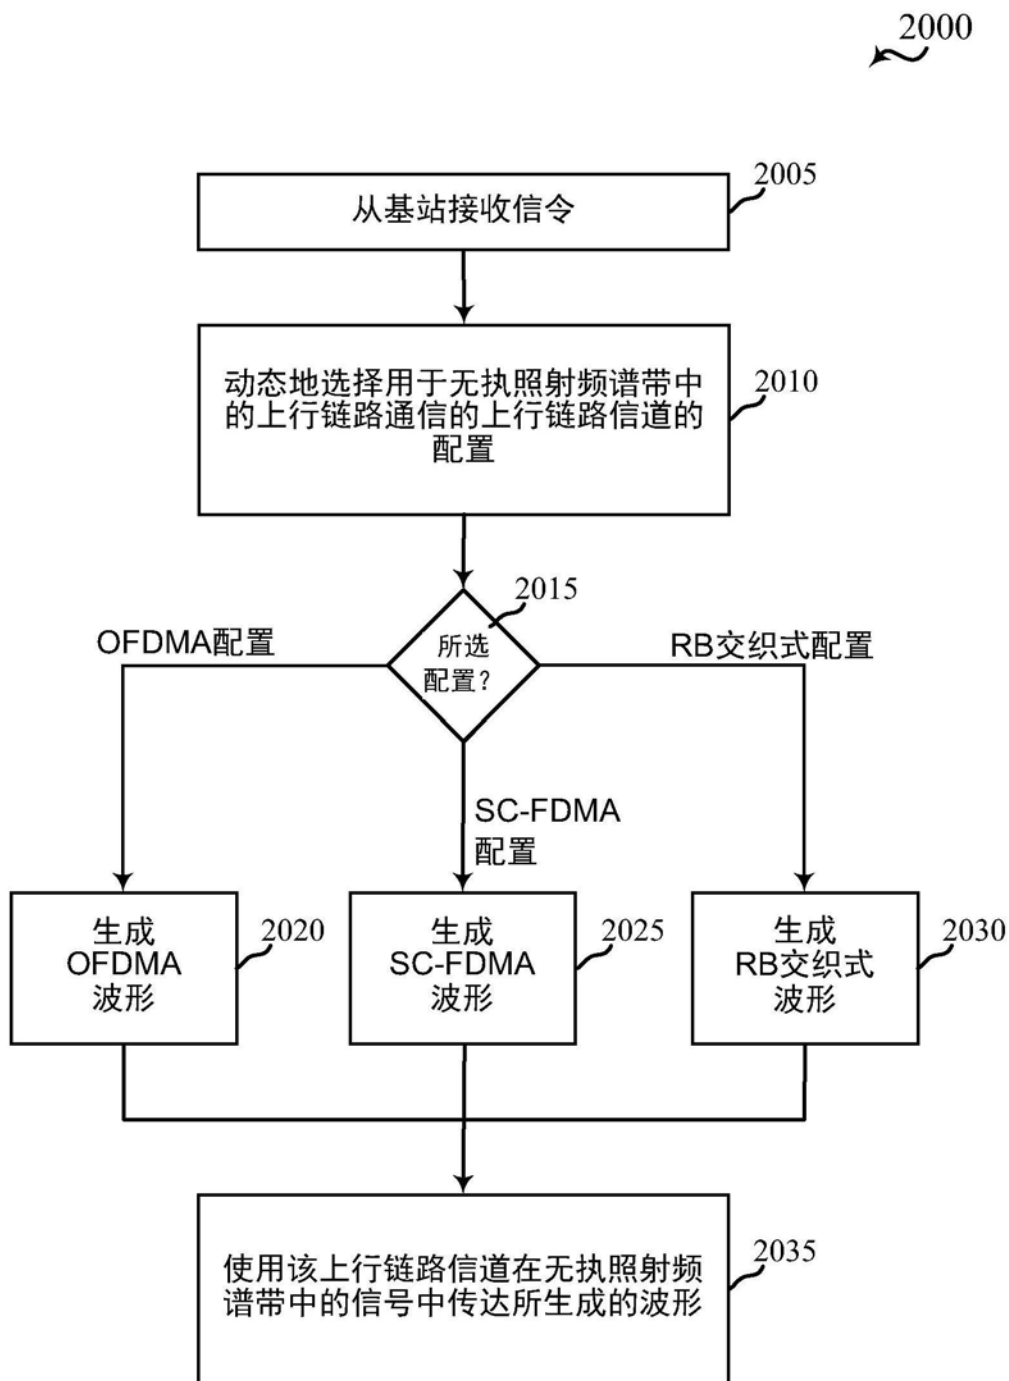 2000
2005
从基站接收信令
2010
动态地选择用于无执照射频谱带中
的上行链路通信的上行链路信道的
配置
2015
所选
配置?
OFDMA配置
RB交织式配置
SC-FDMA
配置
生成
OFDMA
波形
2020
生成
SC-FDMA
波形
2025
生成
RB交织式
波形
2030
2035
使用该上行链路信道在无执照射频
谱带中的信号中传达所生成的波形